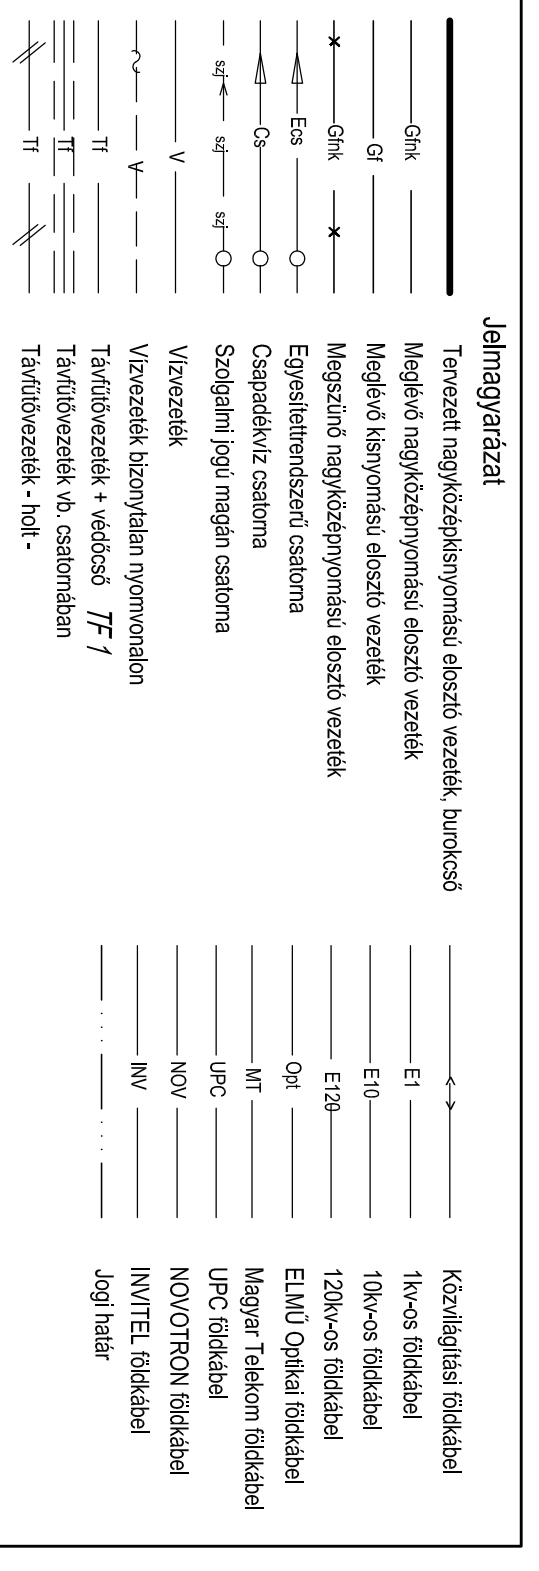 Jelmagyarázat
Tervezett nagyközépkisnyomású elosztó vezeték, burokcső
Gfnk Meglévő nagyközépnyomású elosztó vezeték
Gf Meglévő kisnyomású elosztó vezeték
Gfnk Megszünő nagyközépnyomású elosztó vezeték
Ecs Egyesítettrendszerű csatorna
Cs Csapadékvíz csatorna
szj szj szj Szolgalmi jogú magán csatorna
V Vízvezeték
V Vízvezeték bizonytalan nyomvonalon
Tf Távfűtővezeték + védőcső TF 1
Tf Távfűtővezeték vb. csatornában
Tf Távfűtővezeték - holt -
Közvilágítási földkábel
E1 1kv-os földkábel
E10 10kv-os földkábel
E120 120kv-os földkábel
Opt ELMŰ Optikai földkábel
MT Magyar Telekom földkábel
UPC UPC földkábel
NOV NOVOTRON földkábel
INV INVITEL földkábel
Jogi határ